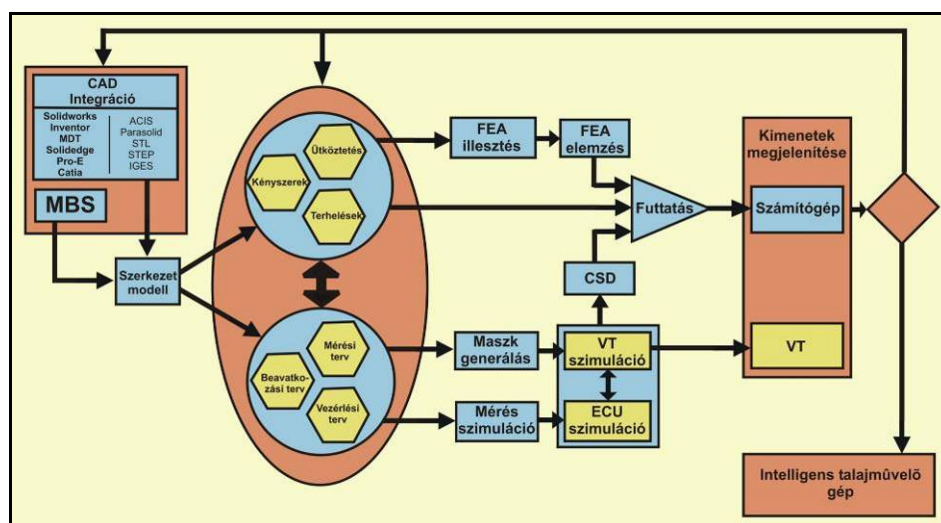 CAD
Integráció
Solidworks
Inventor
MDT
Solidedge
Pro-E
Catia
ACIS
Parasolid
STL
STEP
IGES
MBS
Szerkezet
modell
Ütköztetés
Kényszerek
Terhelések
Mérési
terv
Beavatko-
zási terv
Vezérlési
terv
FEA
illesztés
FEA
elemzés
Futtatás
CSD
Maszk
generálás
VT
szimuláció
Mérés
szimuláció
ECU
szimuláció
Kimenetek
megjelenítése
Számítógép
VT
Intelligens talajmûvelõ
gép